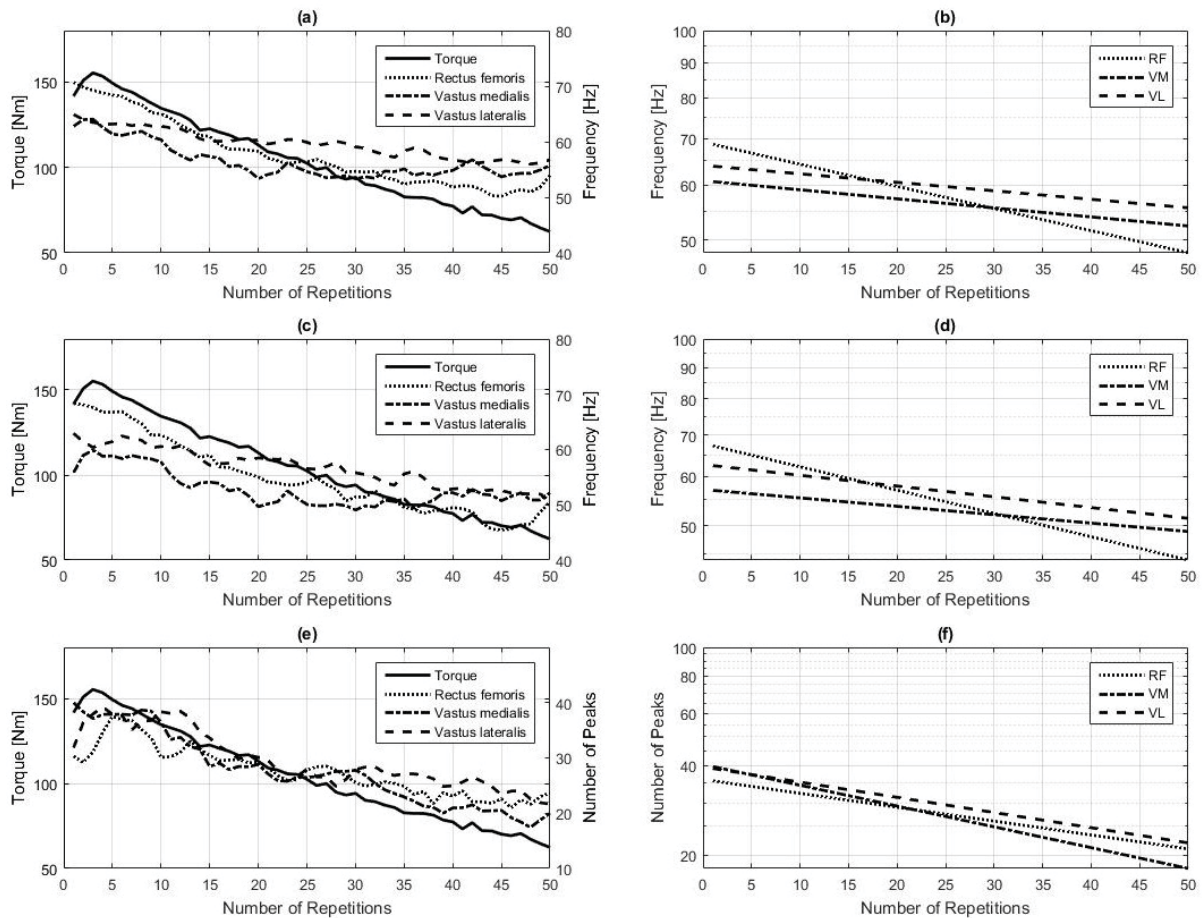 (a)
Torque [Nm]
150
100
50
80
70
60
50
40
Frequency [Hz]
Torque
Rectus femoris
Vastus medialis
Vastus lateralis
0 5 10 15 20 25 30 35 40 45 50
Number of Repetitions
(b)
Frequency [Hz]
100
90
80
70
60
50
RF
VM
VL
0 5 10 15 20 25 30 35 40 45 50
Number of Repetitions
(c)
Torque [Nm]
150
100
50
80
70
60
50
40
Frequency [Hz]
Torque
Rectus femoris
Vastus medialis
Vastus lateralis
0 5 10 15 20 25 30 35 40 45 50
Number of Repetitions
(d)
Frequency [Hz]
100
90
80
70
60
50
RF
VM
VL
0 5 10 15 20 25 30 35 40 45 50
Number of Repetitions
(e)
Torque [Nm]
150
100
50
40
30
20
10
Number of Peaks
Torque
Rectus femoris
Vastus medialis
Vastus lateralis
0 5 10 15 20 25 30 35 40 45 50
Number of Repetitions
(f)
Number of Peaks
100
80
60
40
20
RF
VM
VL
0 5 10 15 20 25 30 35 40 45 50
Number of Repetitions